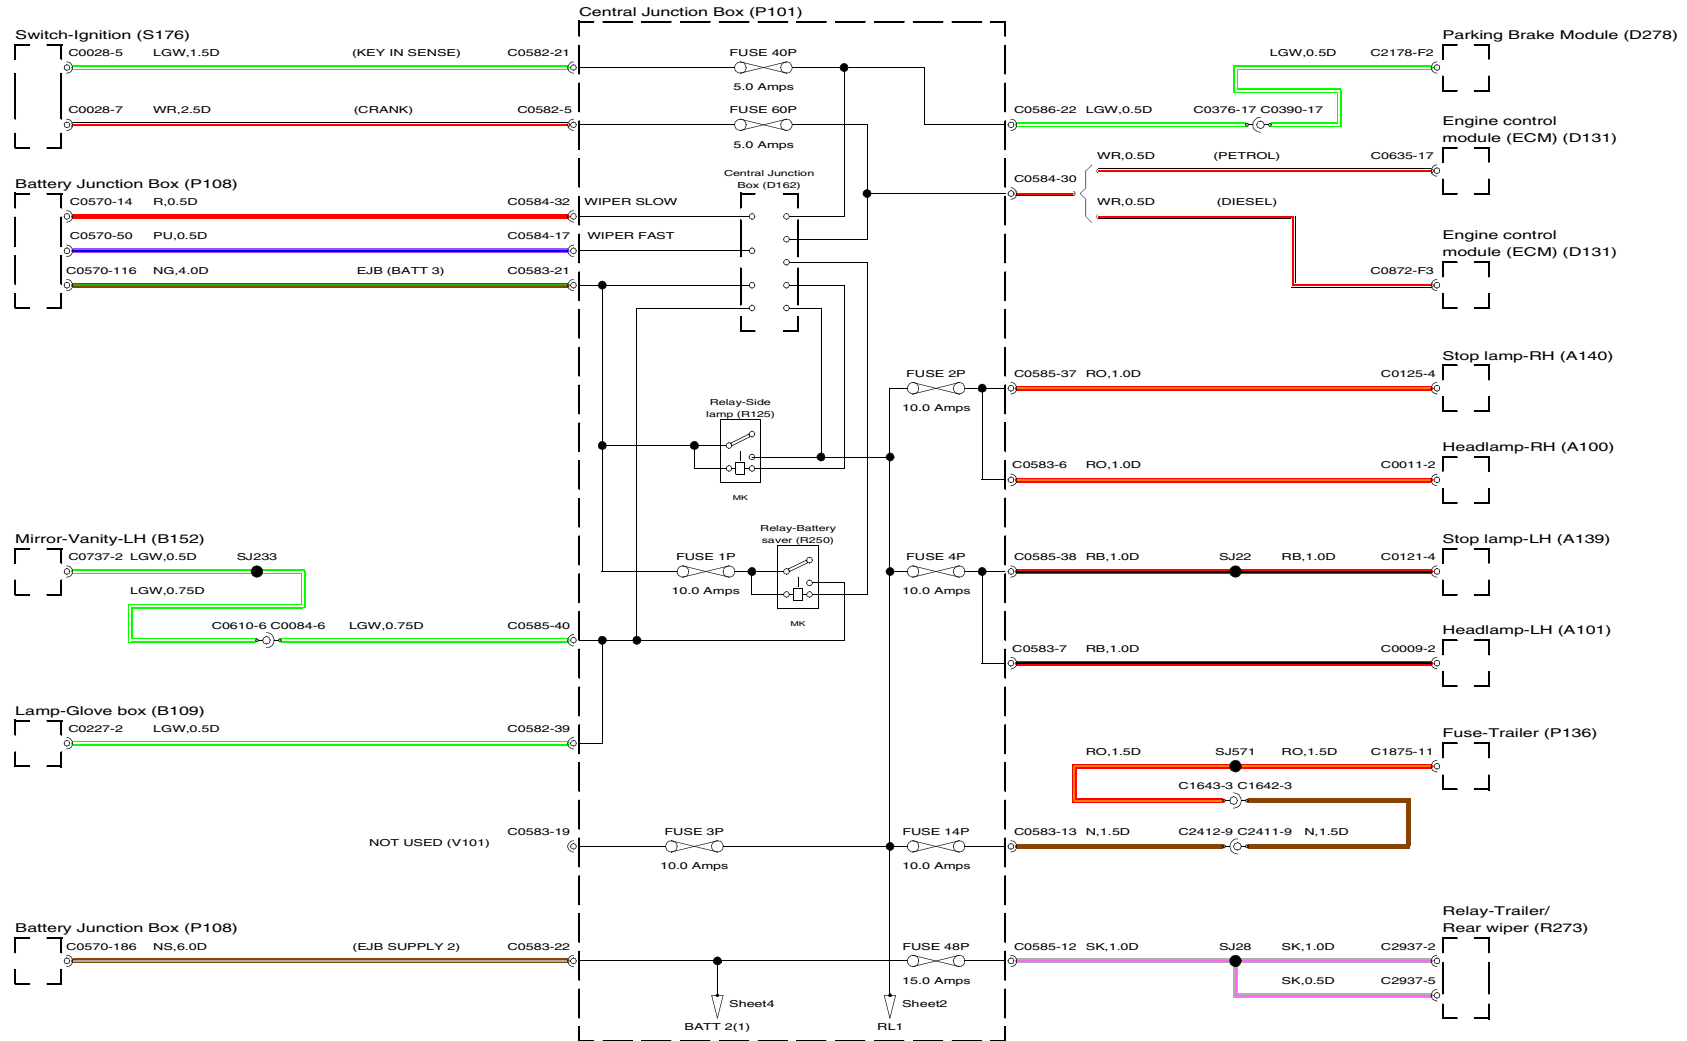 Central Junction Box (P101)
Switch-Ignition (S176)
C0028-5 LGW,1.5D (KEY IN SENSE) C0582-21
FUSE 40P
5.0 Amps
C0028-7 WR,2.5D (CRANK) C0582-5
FUSE 60P
5.0 Amps
Battery Junction Box (P108)
C0570-14 R,0.5D C0584-32 WIPER SLOW
C0570-50 PU,0.5D C0584-17 WIPER FAST
C0570-116 NG,4.0D EJB (BATT 3) C0583-21
Central Junction
Box (D162)
Parking Brake Module (D278)
LGW,0.5D C2178-F2
C0586-22 LGW,0.5D C0376-17 C0390-17
Engine control
module (ECM) (D131)
WR,0.5D (PETROL) C0635-17
C0584-30
WR,0.5D (DIESEL)
Engine control
module (ECM) (D131)
C0872-F3
Stop lamp-RH (A140)
FUSE 2P
10.0 Amps
C0585-37 RO,1.0D C0125-4
Relay-Side
lamp (R125)
MK
Headlamp-RH (A100)
C0583-6 RO,1.0D C0011-2
Mirror-Vanity-LH (B152)
C0737-2 LGW,0.5D SJ233
LGW,0.75D
C0610-6 C0084-6 LGW,0.75D C0585-40
FUSE 1P
10.0 Amps
Relay-Battery
saver (R250)
MK
FUSE 4P
10.0 Amps
Stop lamp-LH (A139)
C0585-38 RB,1.0D SJ22 RB,1.0D C0121-4
Headlamp-LH (A101)
C0583-7 RB,1.0D C0009-2
Lamp-Glove box (B109)
C0227-2 LGW,0.5D C0582-39
Fuse-Trailer (P136)
RO,1.5D SJ571 RO,1.5D C1875-11
C1643-3 C1642-3
NOT USED (V101) C0583-19
FUSE 3P
10.0 Amps
FUSE 14P
10.0 Amps
C0583-13 N,1.5D C2412-9 C2411-9 N,1.5D
Battery Junction Box (P108)
C0570-186 NS,6.0D (EJB SUPPLY 2) C0583-22
FUSE 48P
15.0 Amps
Relay-Trailer/
Rear wiper (R273)
C0585-12 SK,1.0D SJ28 SK,1.0D C2937-2
SK,0.5D C2937-5
Sheet4
BATT 2(1)
Sheet2
RL1